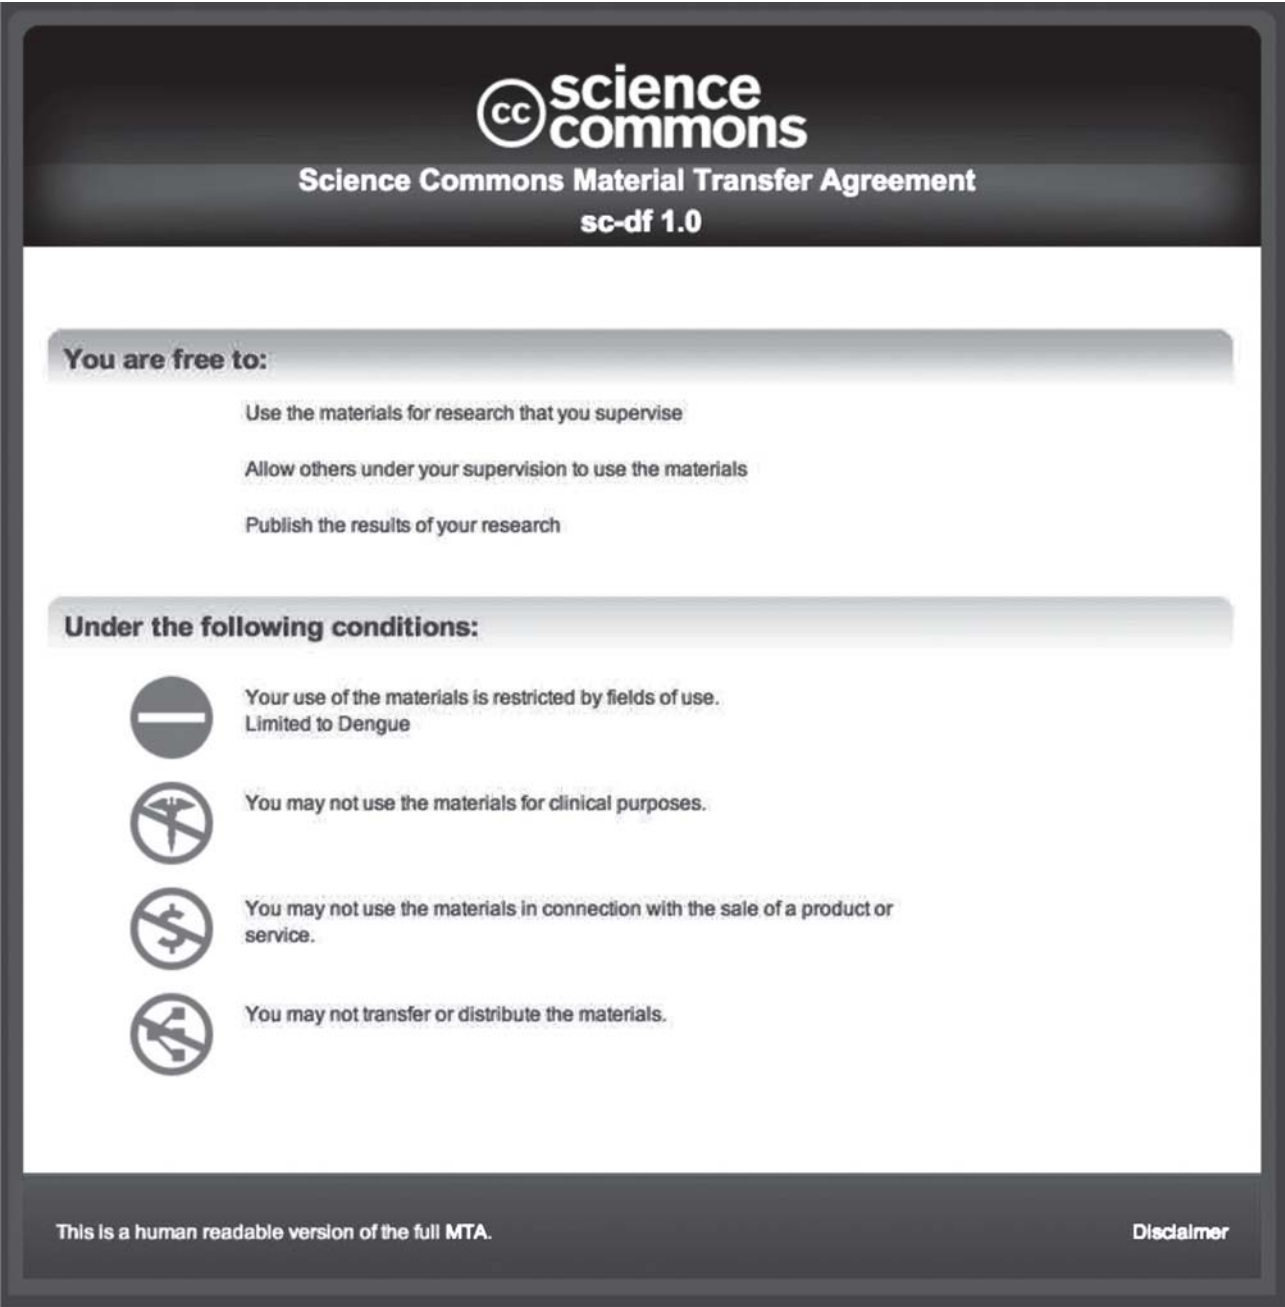 cc science
commons
Science Commons Material Transfer Agreement
sc-df 1.0
You are free to:
Use the materials for research that you supervise
Allow others under your supervision to use the materials
Publish the results of your research
Under the following conditions:
Your use of the materials is restricted by fields of use.
Limited to Dengue
You may not use the materials for clinical purposes.
$
You may not use the materials in connection with the sale of a product or
service.
You may not transfer or distribute the materials.
This is a human readable version of the full MTA.
Disclaimer